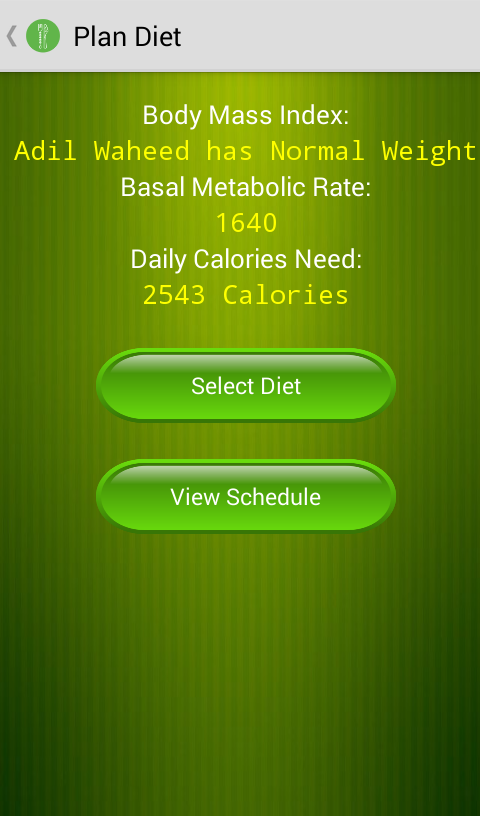 Plan Diet
Body Mass Index:
Adil Waheed has Normal Weight
Basal Metabolic Rate:
1640
Daily Calories Need:
2543 Calories
Select Diet
View Schedule